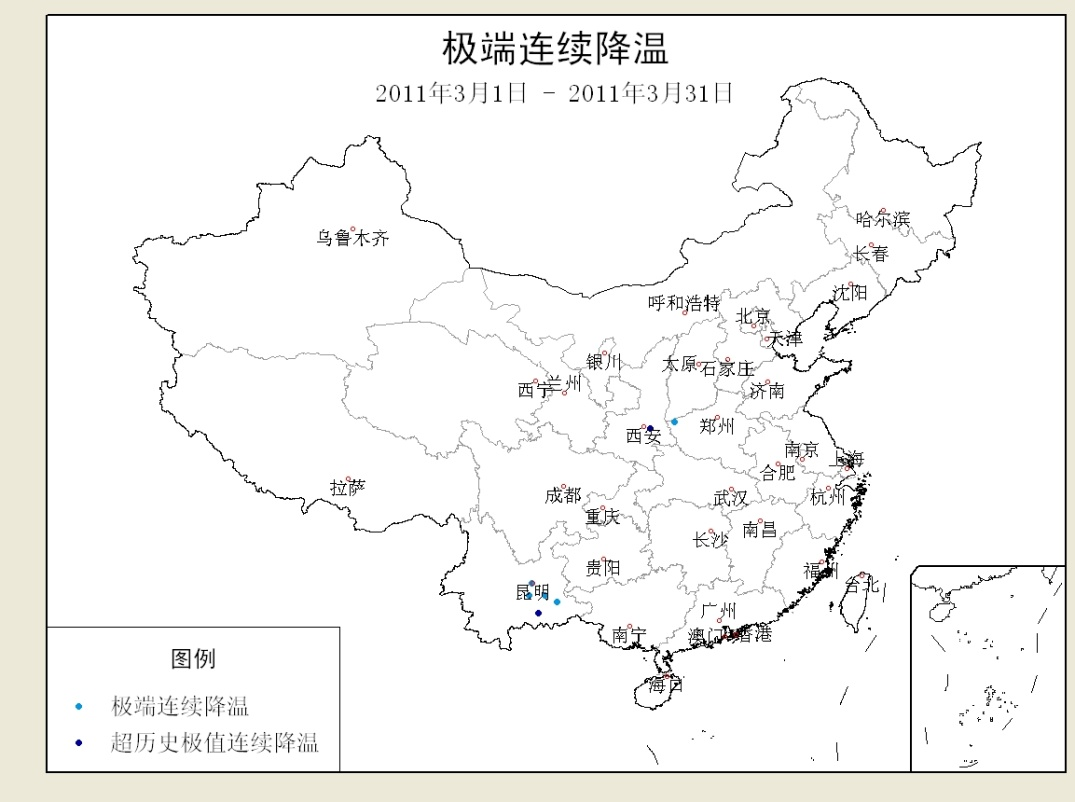 极端连续降温
2011年3月1日 - 2011年3月31日
哈尔滨
乌鲁木齐
长春
沈阳
呼和浩特
北京
天津
银川
太原
石家庄
西宁
兰州
济南
西安
郑州
南京
上海
合肥
拉萨
成都
武汉
杭州
重庆
南昌
长沙
贵阳
福州
台北
昆明
广州
南宁
澳门
香港
海口
图例
极端连续降温
超历史极值连续降温